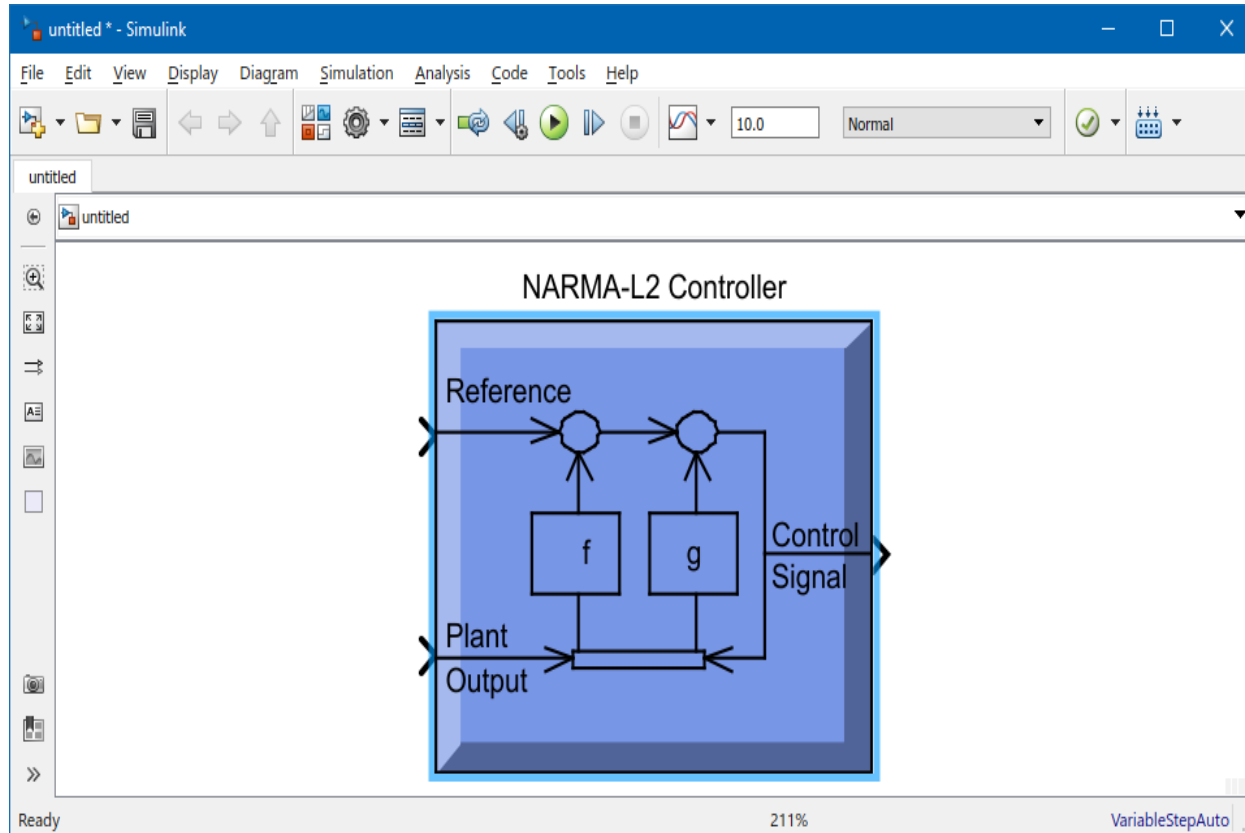 untitled * - Simulink
File Edit View Display Diagram Simulation Analysis Code Tools Help
10.0 Normal
untitled
untitled
NARMA-L2 Controller
Reference
f g
Control
Signal
Plant
Output
Ready 211% VariableStepAuto